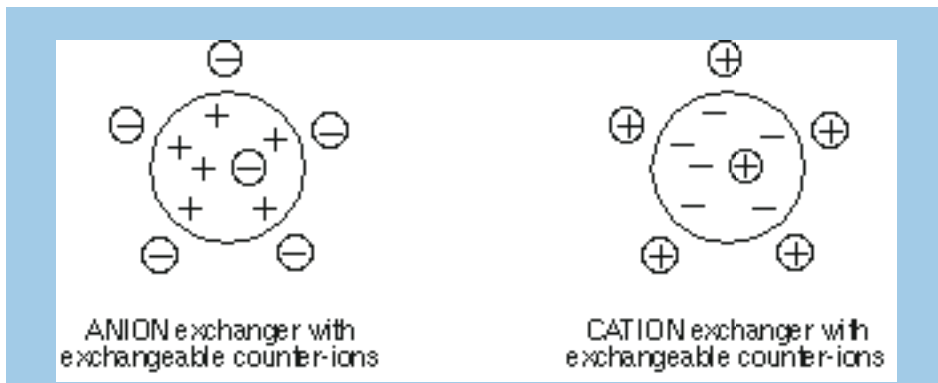 ANION exchanger with
exchangeable counter-ions
CATION exchanger with
exchangeable counter-ions